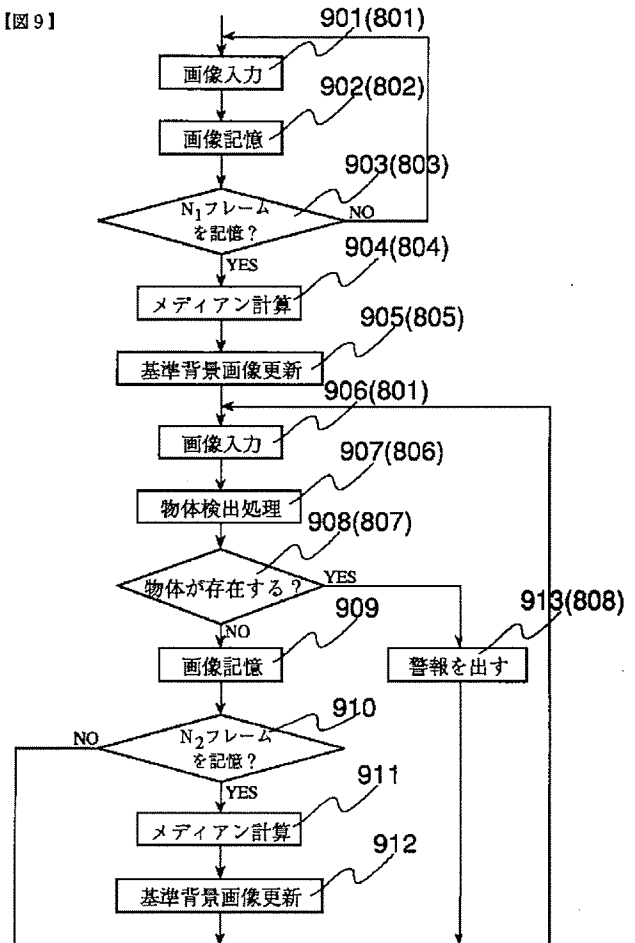 【図9】
901(801)
画像入力
902(802)
画像記憶
903(803)
N₁フレーム
を記憶?
NO
YES
904(804)
メディアン計算
905(805)
基準背景画像更新
906(801)
画像入力
907(806)
物体検出処理
908(807)
物体が存在する?
YES
NO
909
画像記憶
913(808)
警報を出す
910
N₂フレーム
を記憶?
NO
YES
911
メディアン計算
912
基準背景画像更新